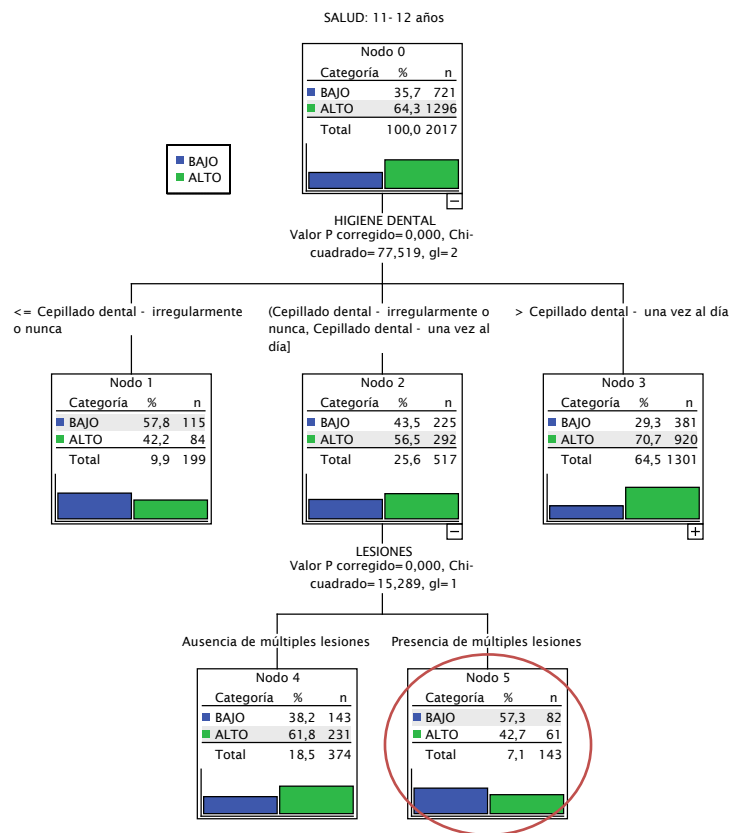 SALUD: 11- 12 años
Nodo 0
Categoría % n
BAJO 35,7 721
ALTO 64,3 1296
Total 100,0 2017
BAJO
ALTO
HIGIENE DENTAL
Valor P corregido=0,000, Chi-
cuadrado=77,519, gl=2
<= Cepillado dental - irregularmente
o nunca
(Cepillado dental - irregularmente o
nunca, Cepillado dental - una vez al
día]
> Cepillado dental - una vez al día
Nodo 1
Categoría % n
BAJO 57,8 115
ALTO 42,2 84
Total 9,9 199
Nodo 2
Categoría % n
BAJO 43,5 225
ALTO 56,5 292
Total 25,6 517
Nodo 3
Categoría % n
BAJO 29,3 381
ALTO 70,7 920
Total 64,5 1301
LESIONES
Valor P corregido=0,000, Chi-
cuadrado=15,289, gl=1
Ausencia de múltiples lesiones
Presencia de múltiples lesiones
Nodo 4
Categoría % n
BAJO 38,2 143
ALTO 61,8 231
Total 18,5 374
Nodo 5
Categoría % n
BAJO 57,3 82
ALTO 42,7 61
Total 7,1 143